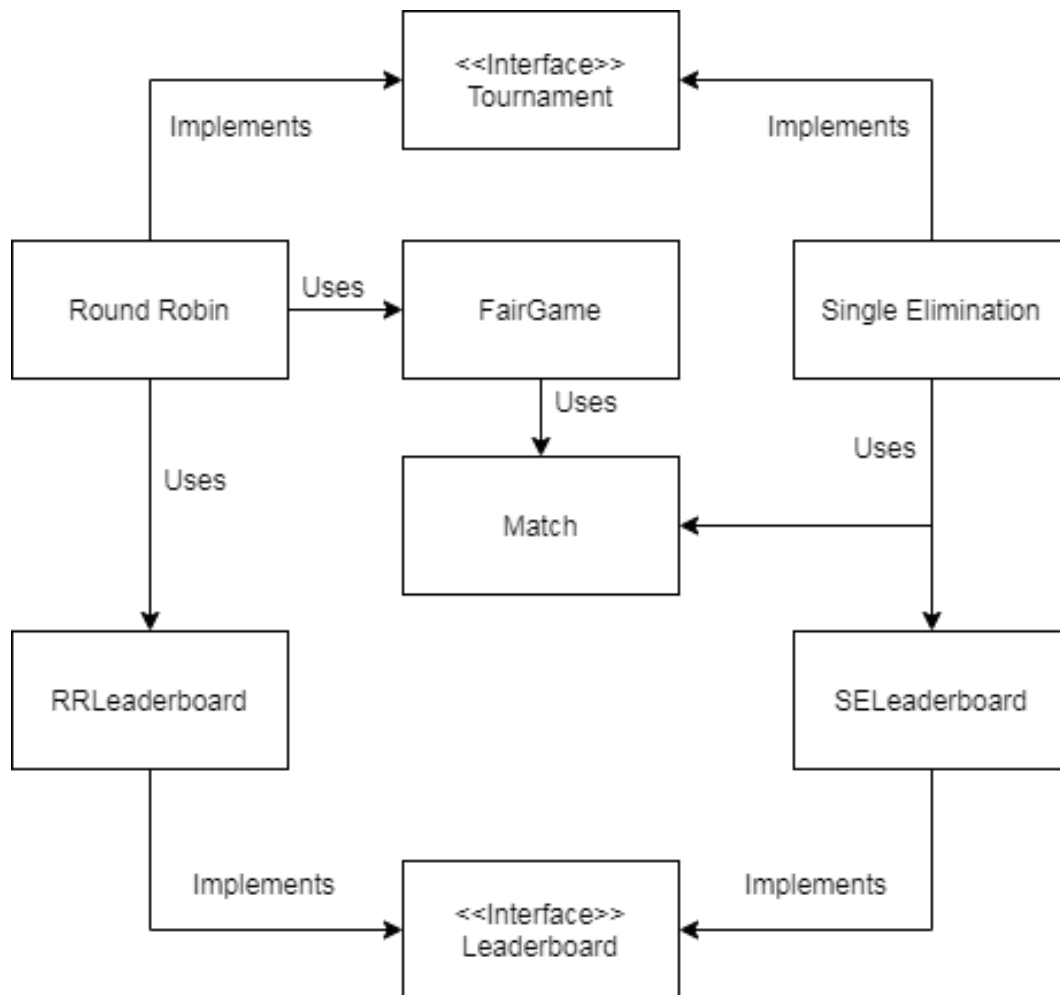 <<Interface>>
Tournament
Implements
Implements
Round Robin
Uses
FairGame
Single Elimination
Uses
Uses
Uses
Match
RRLeaderboard
SELeaderboard
Implements
Implements
<<Interface>>
Leaderboard